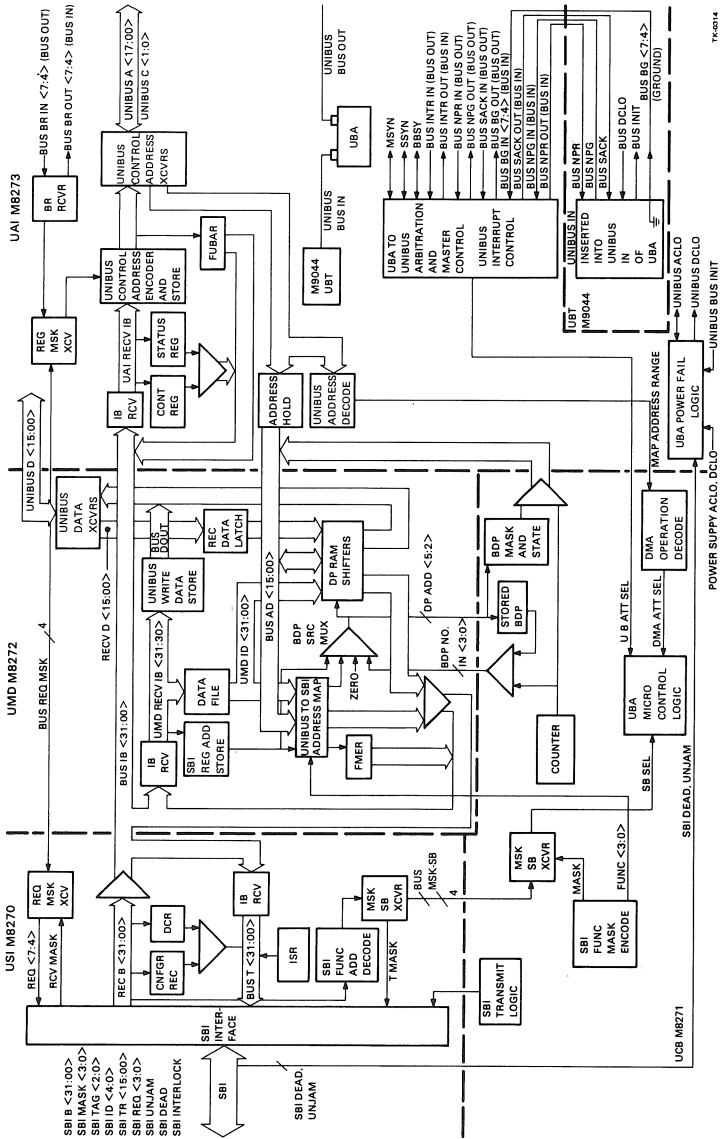 USI M8270
UMD M8272
UAI M8273
SBI B <31:00>
SBI MASK <3:0>
SBI TAG <2:0>
SBI ID <4:0>
SBI TR <15:00>
SBI REQ <3:0>
SBI UNJAM
SBI DEAD
SBI INTERLOCK
SBI
SBI DEAD,
UNJAM
SBI
INTER-
FACE
REQ <7:4>
RCV MASK
REQ
MSK
XCV
REC B <31:00>
CNFGR
REC
DCR
BUS T <31:00>
IB
RCV
ISR
SBI
FUNC
ADD
DECODE
MSK
SB
XCVR
T MASK
BUS
MSK-SB
4
SBI
TRANSMIT
LOGIC
UCB M8271
SBI
FUNC
MASK
ENCODE
MASK
MSK
SB
XCVR
FUNC <3:0>
SB SEL
SBI DEAD, UNJAM
BUS REQ MSK
4
BUS IB <31:00>
IB
RCV
UMD RECV IB <31:30>
SBI
REG ADD
STORE
DATA
FILE
UMD ID <31:00>
UNIBUS
WRITE
DATA
STORE
BUS
DOUT
RECV D <15:00>
UNIBUS
DATA
XCVRS
UNIBUS D <15:00>
REC
DATA
LATCH
BUS AD <15:00>
UNIBUS
TO SBI
ADDRESS
MAP
FMER
BDP
SRC
MUX
ZERO
DP RAM
SHIFTERS
DP ADD <5:2>
BDP NO.
IN <3:0>
STORED
BDP
BDP
MASK
AND
STATE
COUNTER
UBA
MICRO
CONTROL
LOGIC
U B ATT SEL
DMA ATT SEL
DMA
OPERATION
DECODE
MAP ADDRESS RANGE
REG
MSK
XCV
BR
RCVR
BUS BR IN <7:4> (BUS OUT)
BUS BR OUT <7:4> (BUS IN)
IB
RCV
UAI RECV IB
CONT
REG
STATUS
REG
UNIBUS
CONTROL
ADDRESS
ENCODER
AND
STORE
FUBAR
UNIBUS
CONTROL
ADDRESS
XCVRS
UNIBUS A <17:00>
UNIBUS C <1:0>
ADDRESS
HOLD
UNIBUS
ADDRESS
DECODE
M9044
UBT
UNIBUS
BUS IN
UBA
UNIBUS
BUS OUT
UBA TO
UNIBUS
ARBITRATION
AND
MASTER
CONTROL
UNIBUS
INTERRUPT
CONTROL
MSYN
SSYN
BBSY
BUS INTR IN (BUS OUT)
BUS INTR OUT (BUS IN)
BUS NPR IN (BUS OUT)
BUS NPG OUT (BUS OUT)
BUS SACK IN (BUS OUT)
BUS BG OUT (BUS OUT)
BUS BG IN <7:4> (BUS IN)
BUS SACK OUT (BUS IN)
BUS NPG IN (BUS IN)
BUS NPR OUT (BUS IN)
UBT
M9044
UNIBUS IN
INSERTED
INTO
UNIBUS
IN
OF
UBA
BUS NPR
BUS NPG
BUS SACK
BUS DCLO
BUS INIT
BUS BG <7:4>
(GROUND)
UBA POWER FAIL
LOGIC
UNIBUS ACLO
UNIBUS DCLO
UNIBUS BUS INIT
POWER SUPPY ACLO, DCLO
TK-0314